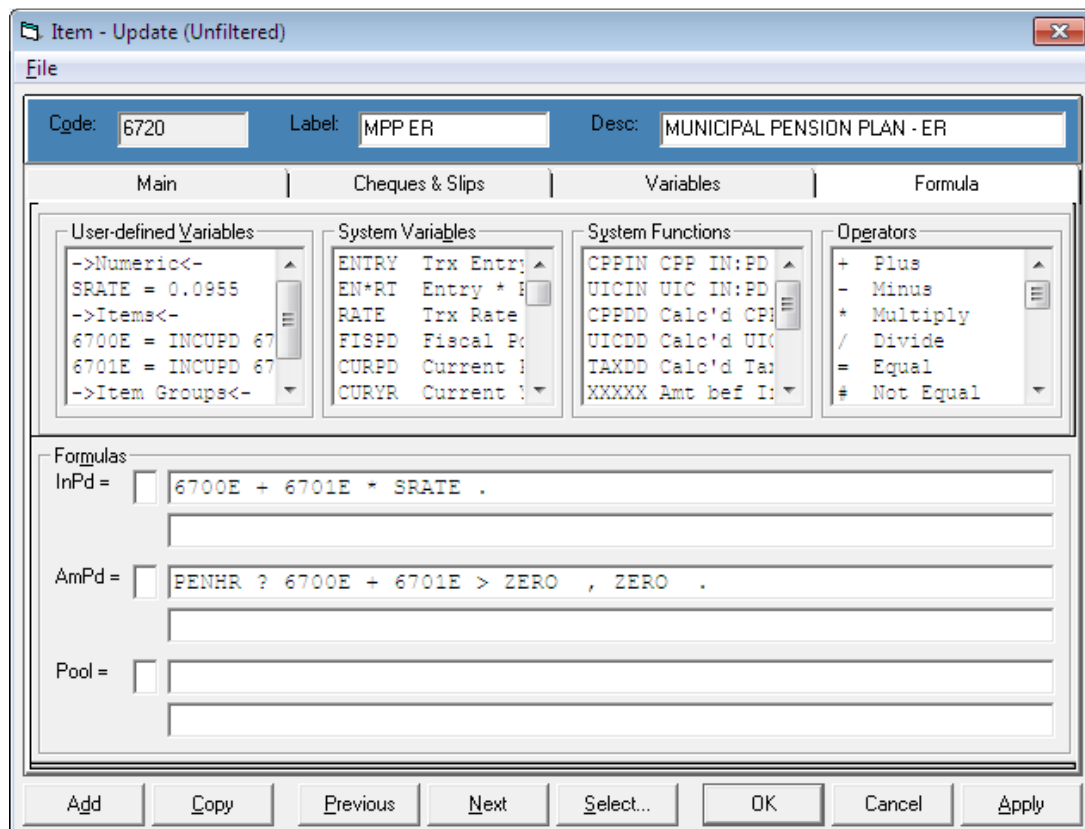 Item - Update (Unfiltered)
File
Code: 6720 Label: MPP ER Desc: MUNICIPAL PENSION PLAN - ER
Main Cheques & Slips Variables Formula
User-defined Variables System Variables System Functions Operators
->Numeric<- ENTRY Trx Entry CPPIN CPP IN:PD + Plus
SRATE = 0.0955 EN*RT Entry * UICIN UIC IN:PD - Minus
->Items<- RATE Trx Rate CPPDD Calc'd CPP * Multiply
6700E = INCUPD 67 FISPD Fiscal UICDD Calc'd UIC / Divide
6701E = INCUPD 67 CURPD Current TAXDD Calc'd Tax = Equal
->Item Groups<- CURYR Current XXXXX Amt bef # Not Equal
Formulas
InPd = 6700E + 6701E * SRATE .
AmPd = PENHR ? 6700E + 6701E > ZERO , ZERO .
Pool =
Add Copy Previous Next Select... OK Cancel Apply